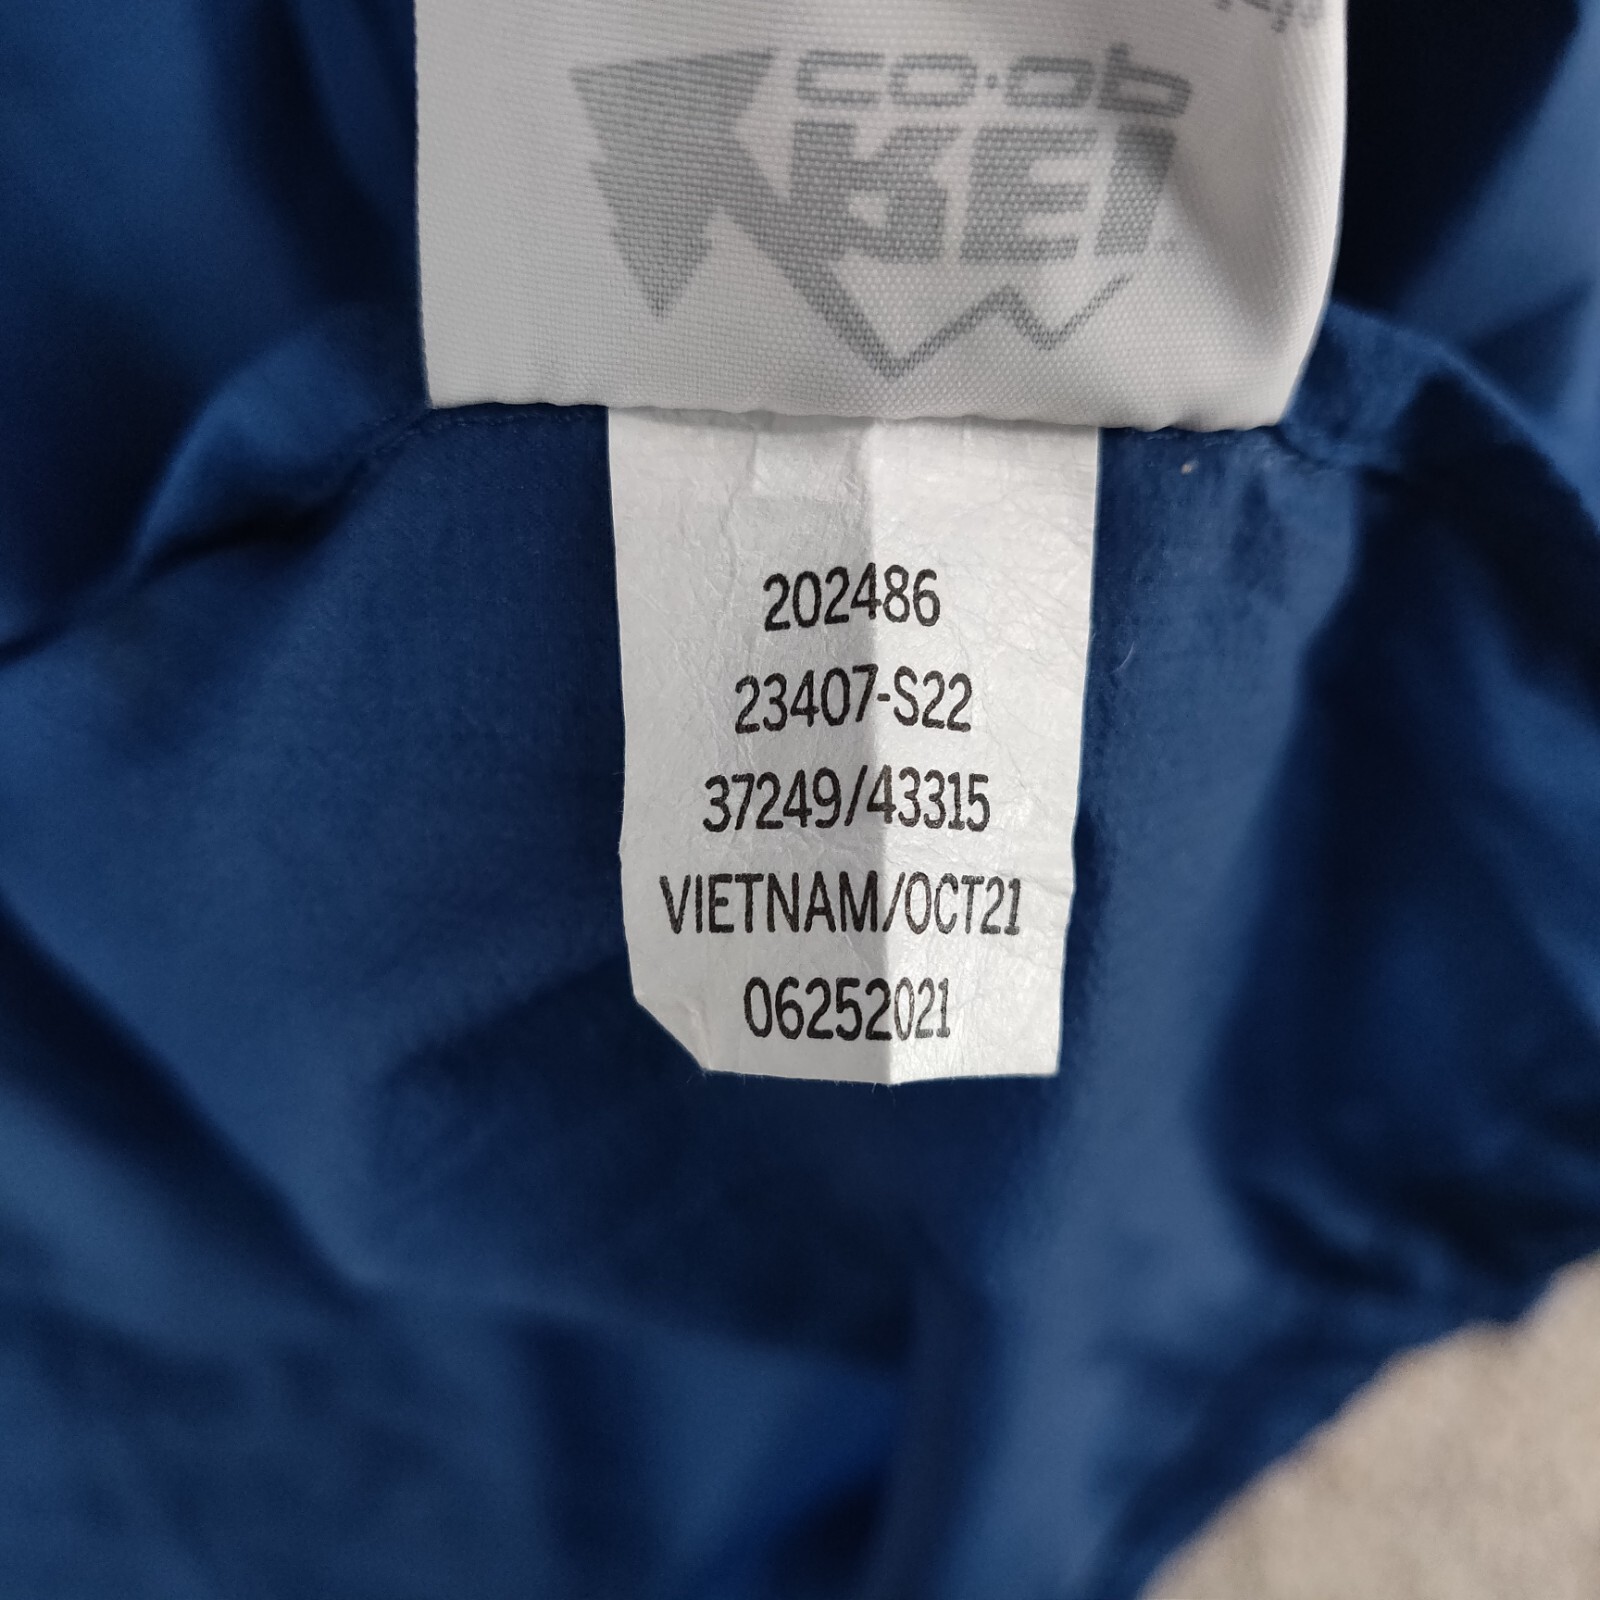 REI
co·op
202486
23407-S22
37249/43315
VIETNAM/OCT21
06252021